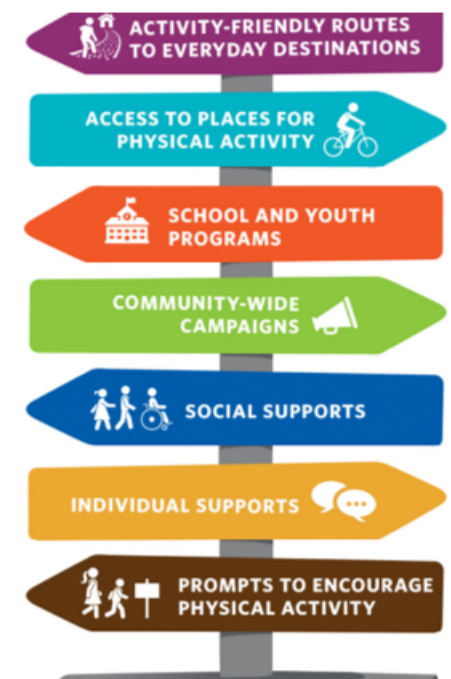 ACTIVITY-FRIENDLY ROUTES
TO EVERYDAY DESTINATIONS
ACCESS TO PLACES FOR
PHYSICAL ACTIVITY
SCHOOL AND YOUTH
PROGRAMS
COMMUNITY-WIDE
CAMPAIGNS
SOCIAL SUPPORTS
INDIVIDUAL SUPPORTS
PROMPTS TO ENCOURAGE
PHYSICAL ACTIVITY